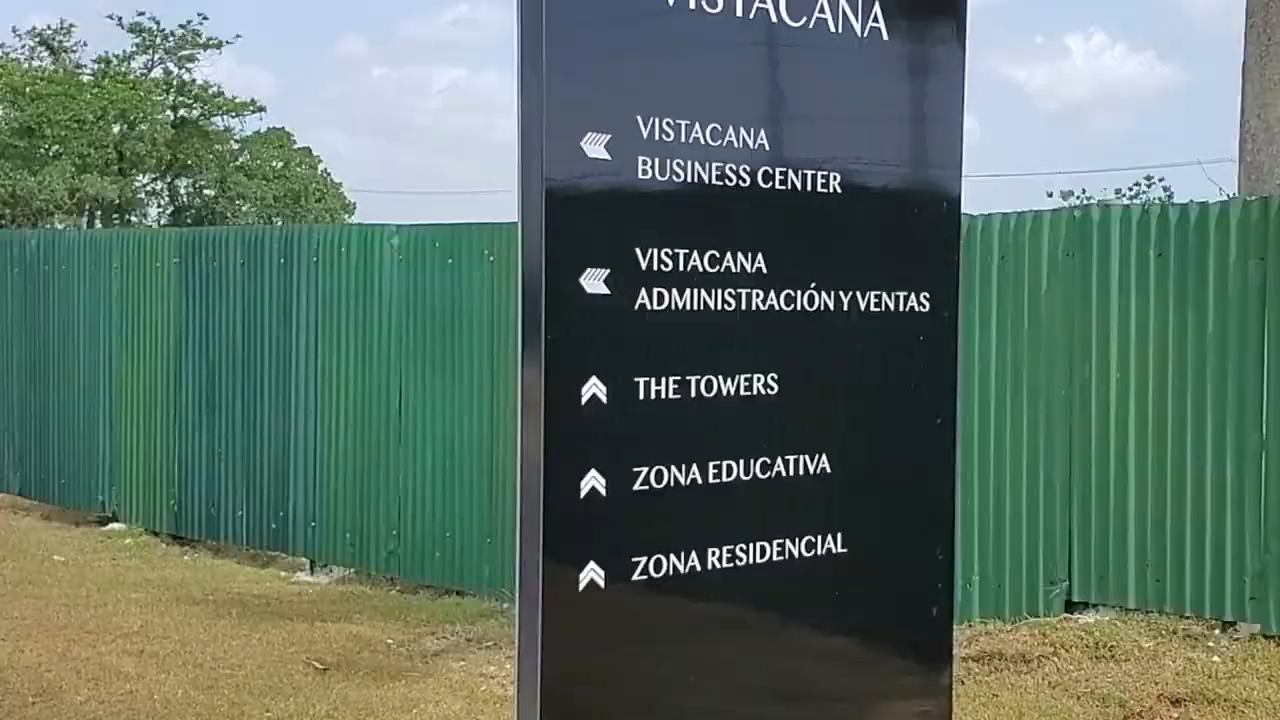 VISTACANA
VISTACANA
BUSINESS CENTER
VISTACANA
ADMINISTRACIÓN Y VENTAS
THE TOWERS
ZONA EDUCATIVA
ZONA RESIDENCIAL